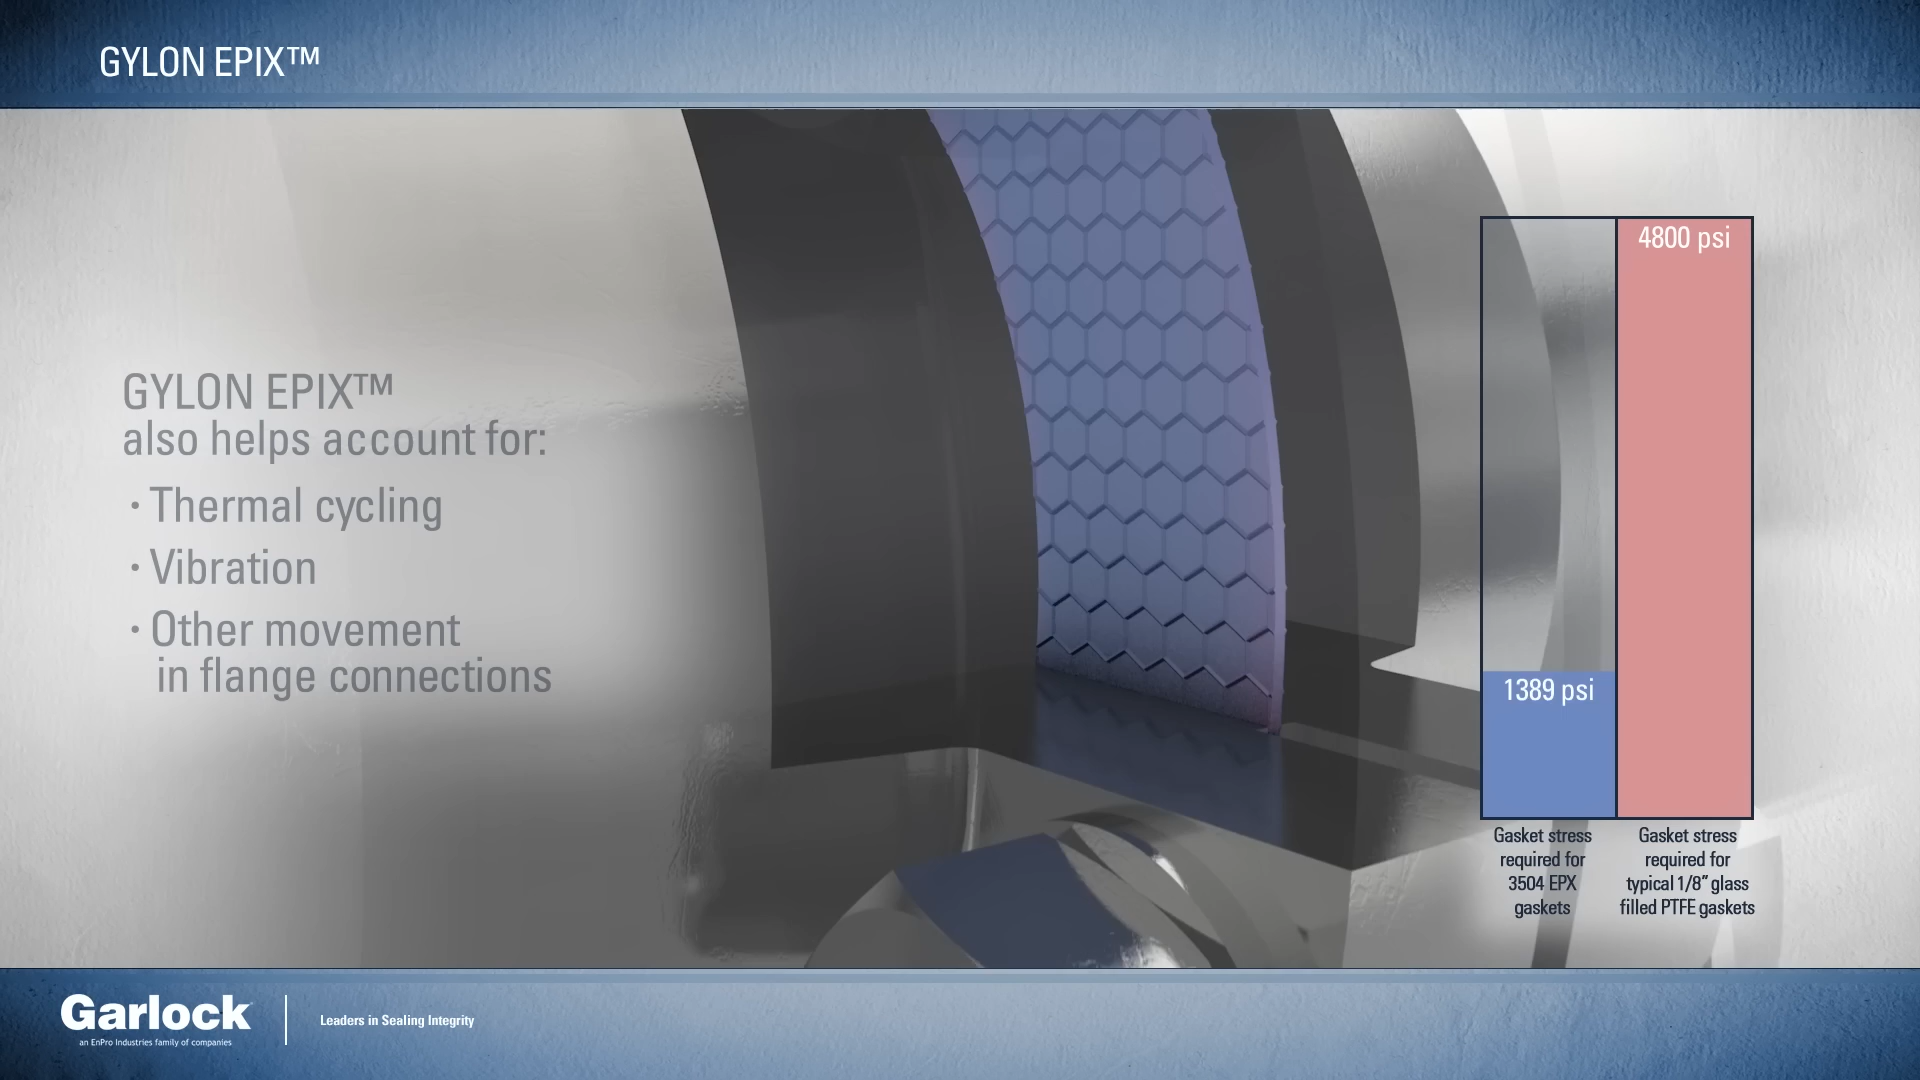 GYLON EPIX™
GYLON EPIX™
also helps account for:
· Thermal cycling
· Vibration
· Other movement
in flange connections
4800 psi
1389 psi
Gasket stress
required for
3504 EPX
gaskets
Gasket stress
required for
typical 1/8” glass
filled PTFE gaskets
Garlock
an EnPro Industries family of companies
Leaders in Sealing Integrity